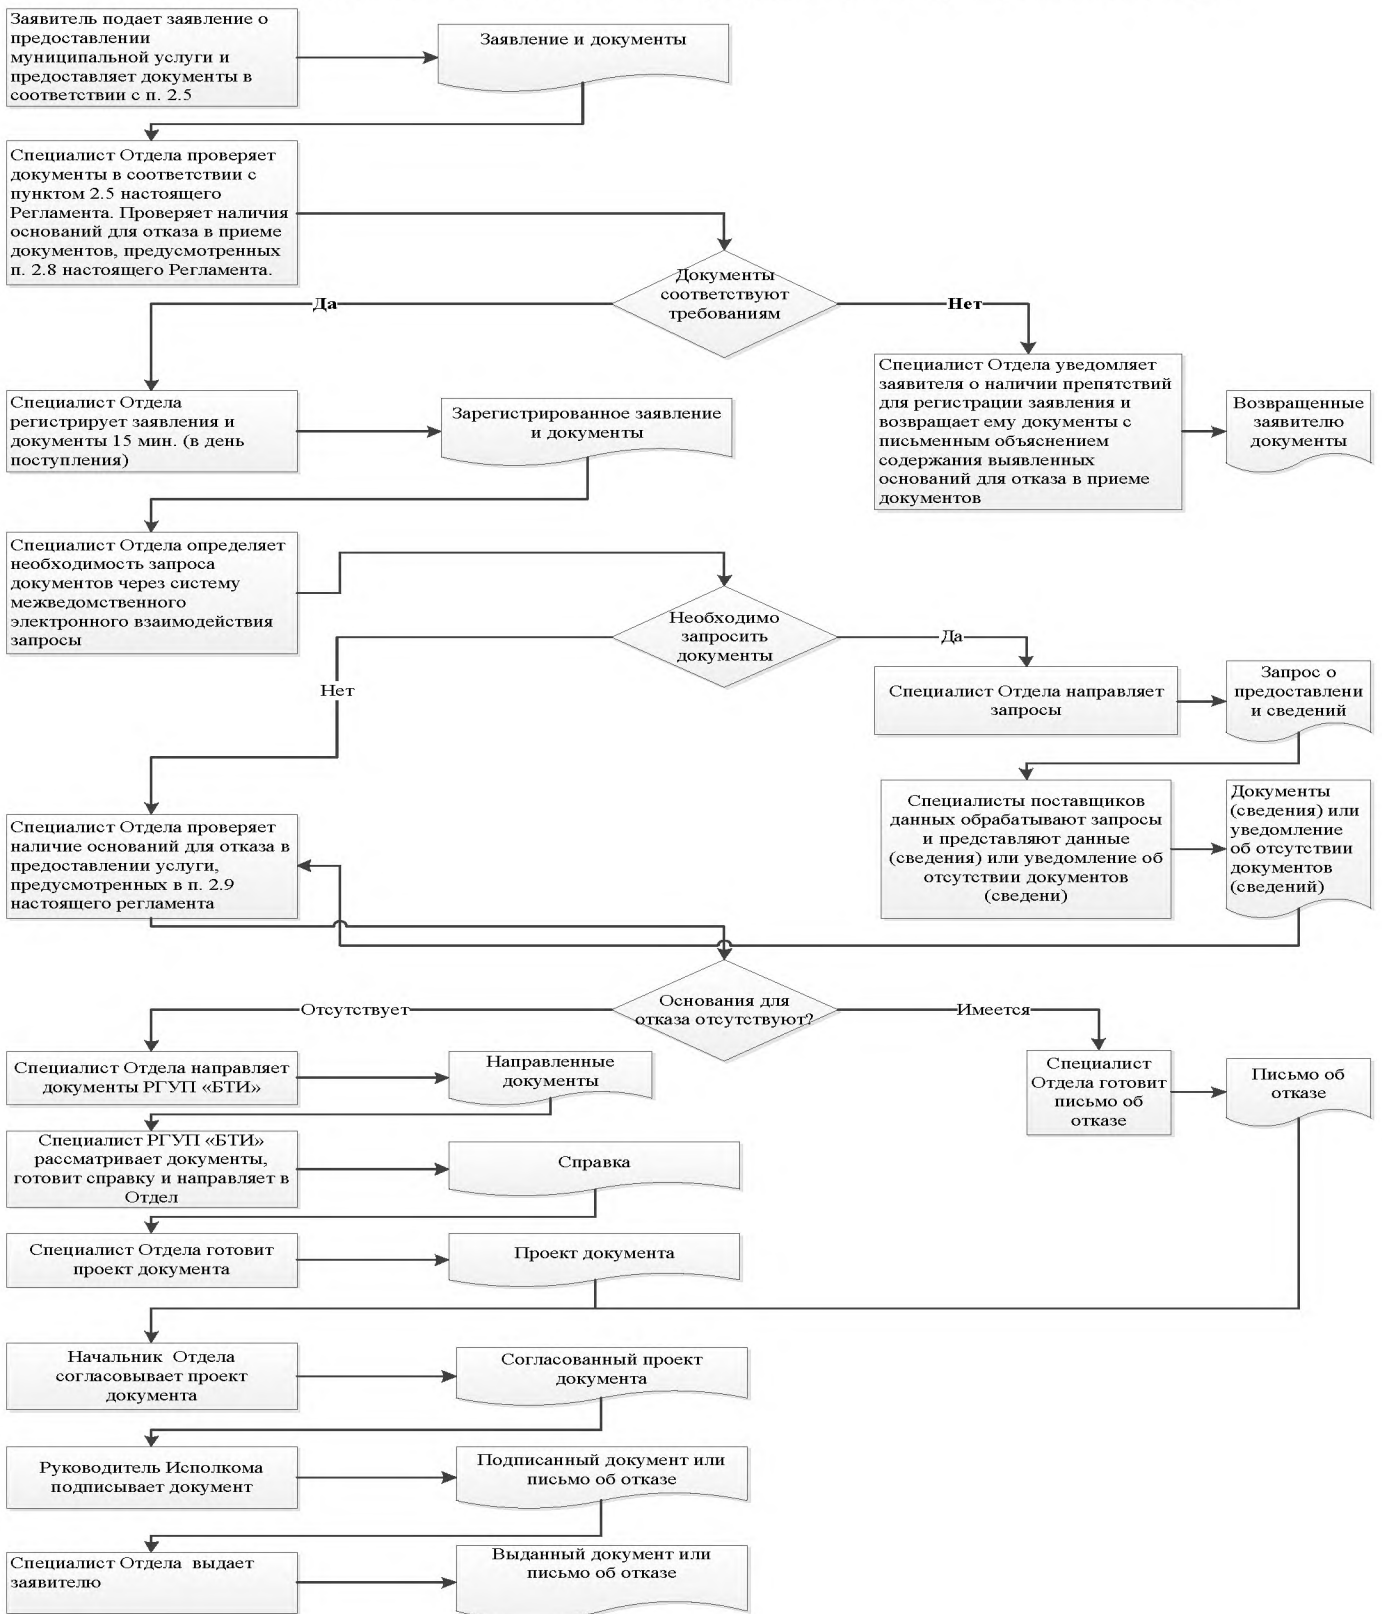 Заявитель подает заявление о
предоставлении
муниципальной услуги и
предоставляет документы в
соответствии с п. 2.5
Заявление и документы
Специалист Отдела проверяет
документы в соответствии с
пунктом 2.5 настоящего
Регламента. Проверяет наличия
оснований для отказа в приеме
документов, предусмотренных
п. 2.8 настоящего Регламента.
Документы
соответствуют
требованиям
Да
Нет
Специалист Отдела
регистрирует заявления и
документы 15 мин. (в день
поступления)
Зарегистрированное заявление
и документы
Специалист Отдела уведомляет
заявителя о наличии препятствий
для регистрации заявления и
возвращает ему документы с
письменным объяснением
содержания выявленных
оснований для отказа в приеме
документов
Возвращенные
заявителю
документы
Специалист Отдела определяет
необходимость запроса
документов через систему
межведомственного
электронного взаимодействия
запросы
Необходимо
запросить
документы
Да
Нет
Специалист Отдела направляет
запросы
Запрос о
предоставлени
и сведений
Специалисты поставщиков
данных обрабатывают запросы
и представляют данные
(сведения) или уведомление об
отсутствии документов
(сведени)
Документы
(сведения) или
уведомление
об отсутствии
документов
(сведений)
Специалист Отдела проверяет
наличие оснований для отказа в
предоставлении услуги,
предусмотренных в п. 2.9
настоящего регламента
Основания для
отказа отсутствуют?
Отсутствует
Имеется
Специалист Отдела направляет
документы РГУП «БТИ»
Направленные
документы
Специалист
Отдела готовит
письмо об
отказе
Письмо об
отказе
Специалист РГУП «БТИ»
рассматривает документы,
готовит справку и направляет в
Отдел
Справка
Специалист Отдела готовит
проект документа
Проект документа
Начальник Отдела
согласовывает проект
документа
Согласованный проект
документа
Руководитель Исполкома
подписывает документ
Подписанный документ или
письмо об отказе
Специалист Отдела выдает
заявителю
Выданный документ или
письмо об отказе